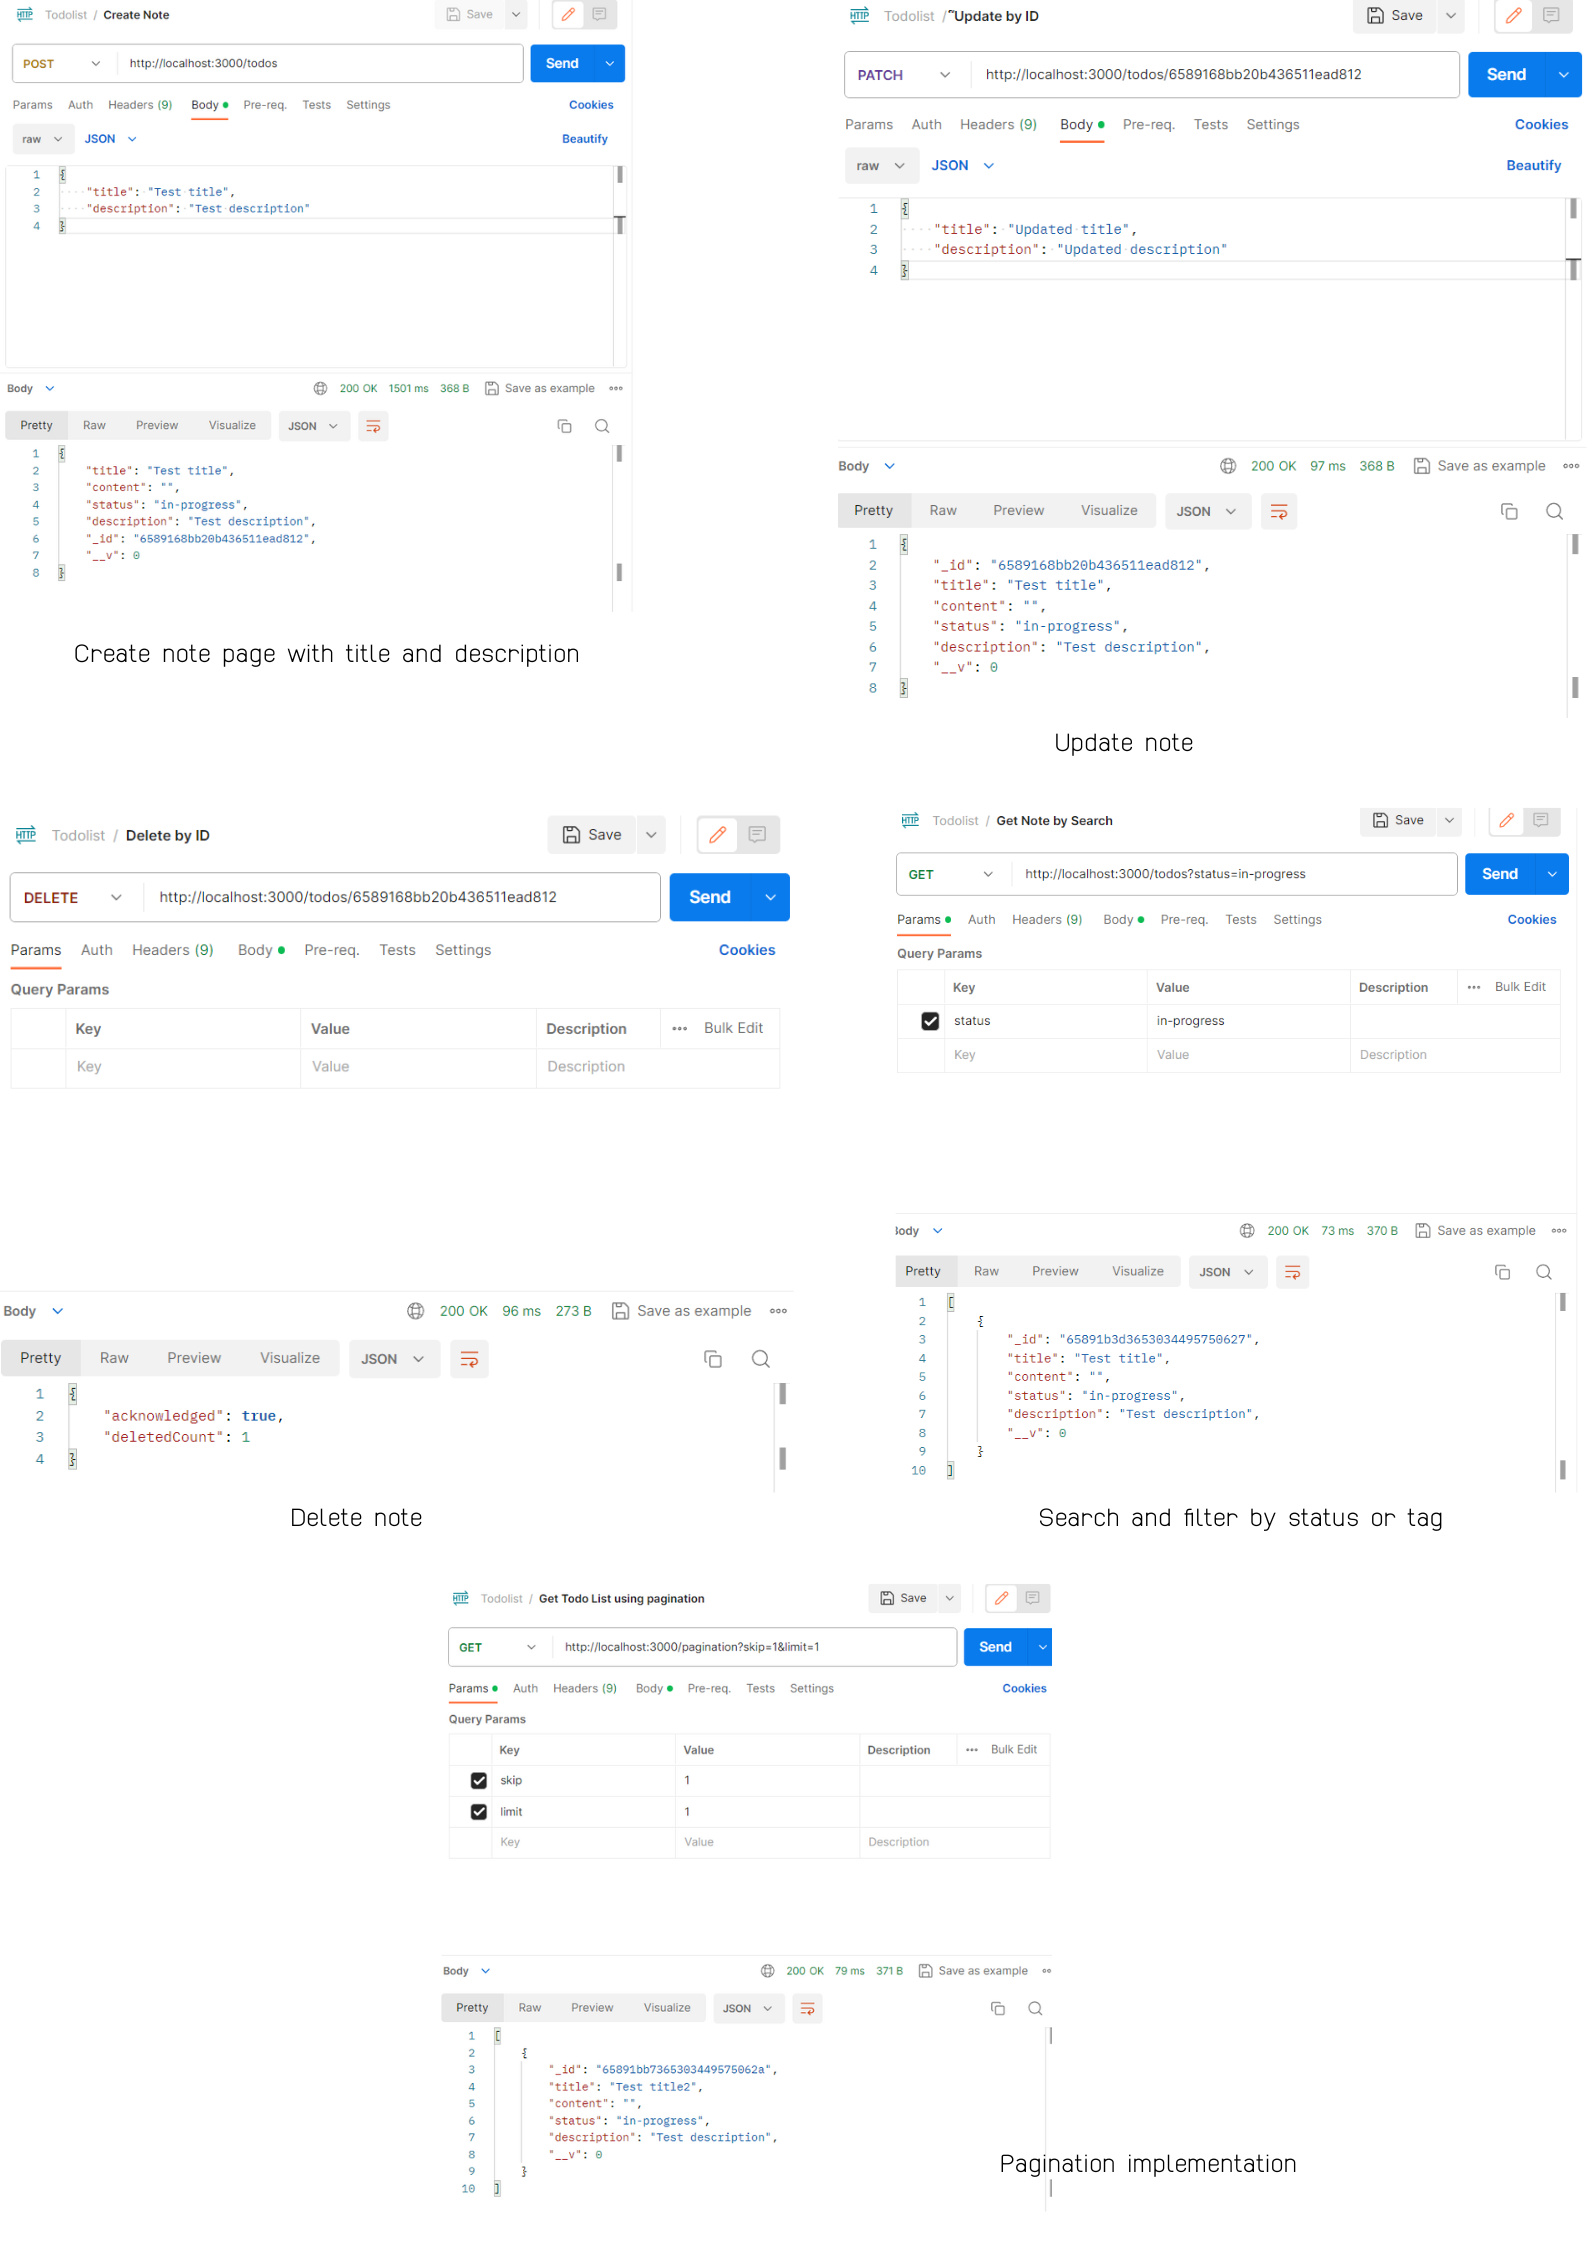 HTTP Todolist / Create Note Save
POST http://localhost:3000/todos Send
Params Auth Headers (9) Body Pre-req. Tests Settings Cookies
raw JSON Beautify
1 {
2 "title": "Test title",
3 "description": "Test description"
4 }
Body 200 OK 1501 ms 368 B Save as example
Pretty Raw Preview Visualize JSON
1 {
2 "title": "Test title",
3 "content": "",
4 "status": "in-progress",
5 "description": "Test description",
6 "_id": "6589168bb20b436511ead812",
7 "__v": 0
8 }
Create note page with title and description
HTTP Todolist / Update by ID Save
PATCH http://localhost:3000/todos/6589168bb20b436511ead812 Send
Params Auth Headers (9) Body Pre-req. Tests Settings Cookies
raw JSON Beautify
1 {
2 "title": "Updated title",
3 "description": "Updated description"
4 }
Body 200 OK 97 ms 368 B Save as example
Pretty Raw Preview Visualize JSON
1 {
2 "_id": "6589168bb20b436511ead812",
3 "title": "Test title",
4 "content": "",
5 "status": "in-progress",
6 "description": "Test description",
7 "__v": 0
8 }
Update note
HTTP Todolist / Delete by ID Save
DELETE http://localhost:3000/todos/6589168bb20b436511ead812 Send
Params Auth Headers (9) Body Pre-req. Tests Settings Cookies
Query Params
Key Value Description Bulk Edit
Key Value Description
Body 200 OK 96 ms 273 B Save as example
Pretty Raw Preview Visualize JSON
1 {
2 "acknowledged": true,
3 "deletedCount": 1
4 }
Delete note
HTTP Todolist / Get Note by Search Save
GET http://localhost:3000/todos?status=in-progress Send
Params Auth Headers (9) Body Pre-req. Tests Settings Cookies
Query Params
Key Value Description Bulk Edit
status in-progress
Key Value Description
Body 200 OK 73 ms 370 B Save as example
Pretty Raw Preview Visualize JSON
1 [
2 {
3 "_id": "65891b3d3653034495750627",
4 "title": "Test title",
5 "content": "",
6 "status": "in-progress",
7 "description": "Test description",
8 "__v": 0
9 }
10 ]
Search and filter by status or tag
HTTP Todolist / Get Todo List using pagination Save
GET http://localhost:3000/pagination?skip=1&limit=1 Send
Params Auth Headers (9) Body Pre-req. Tests Settings Cookies
Query Params
Key Value Description Bulk Edit
skip 1
limit 1
Key Value Description
Body 200 OK 79 ms 371 B Save as example
Pretty Raw Preview Visualize JSON
1 [
2 {
3 "_id": "65891bb7365303449575062a",
4 "title": "Test title2",
5 "content": "",
6 "status": "in-progress",
7 "description": "Test description",
8 "__v": 0
9 }
10 ]
Pagination implementation